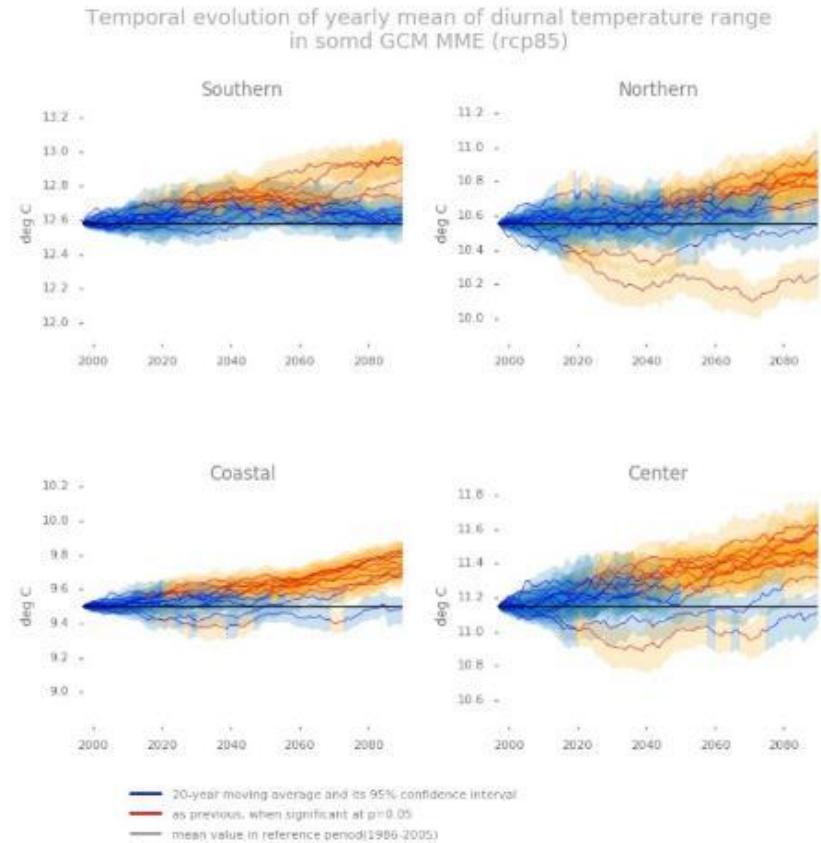 Temporal evolution of yearly mean of diurnal temperature range
in somd GCM MME (rcp85)
Southern
13.2
13.0
12.8
12.6
12.4
12.2
12.0
deg C
2000 2020 2040 2060 2080
Northern
11.2
11.0
10.8
10.6
10.4
10.2
10.0
deg C
2000 2020 2040 2060 2080
Coastal
10.2
10.0
9.8
9.6
9.4
9.2
9.0
deg C
2000 2020 2040 2060 2080
Center
11.8
11.6
11.4
11.2
11.0
10.8
10.6
deg C
2000 2020 2040 2060 2080
20-year moving average and its 95% confidence interval
as previous, when significant at p=0.05
mean value in reference period(1986-2005)